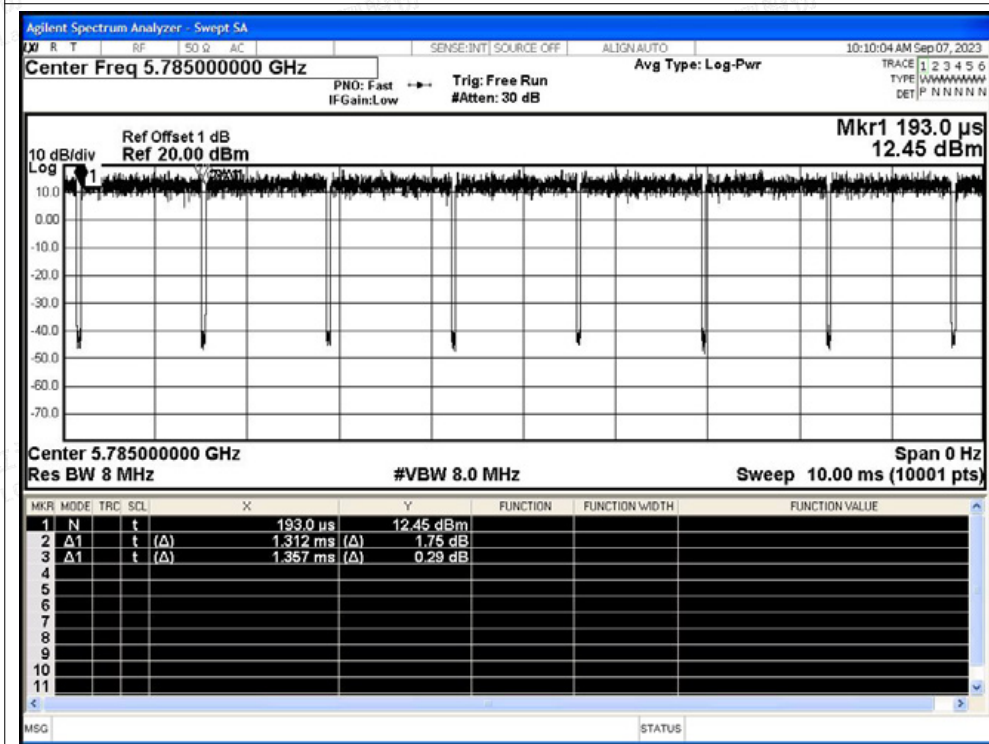 Agilent Spectrum Analyzer - Swept SA
R T RF 50 Ω AC SENSE:INT SOURCE OFF ALIGN AUTO 10:10:04 AM Sep 07, 2023
Center Freq 5.785000000 GHz
PNO: Fast
IFGain:Low
Trig: Free Run
#Atten: 30 dB
Avg Type: Log-Pwr
TRACE 1 2 3 4 5 6
TYPE
DET P N N N N N
Ref Offset 1 dB
10 dB/div Ref 20.00 dBm
Log
Mkr1 193.0 µs
12.45 dBm
1
10.0
0.00
-10.0
-20.0
-30.0
-40.0
-50.0
-60.0
-70.0
Center 5.785000000 GHz Span 0 Hz
Res BW 8 MHz #VBW 8.0 MHz Sweep 10.00 ms (10001 pts)
MKR MODE TRC SCL X Y FUNCTION FUNCTION WIDTH FUNCTION VALUE
1 N t 193.0 µs 12.45 dBm
2 Δ1 t (Δ) 1.312 ms (Δ) 1.75 dB
3 Δ1 t (Δ) 1.357 ms (Δ) 0.29 dB
4
5
6
7
8
9
10
11
MSG STATUS